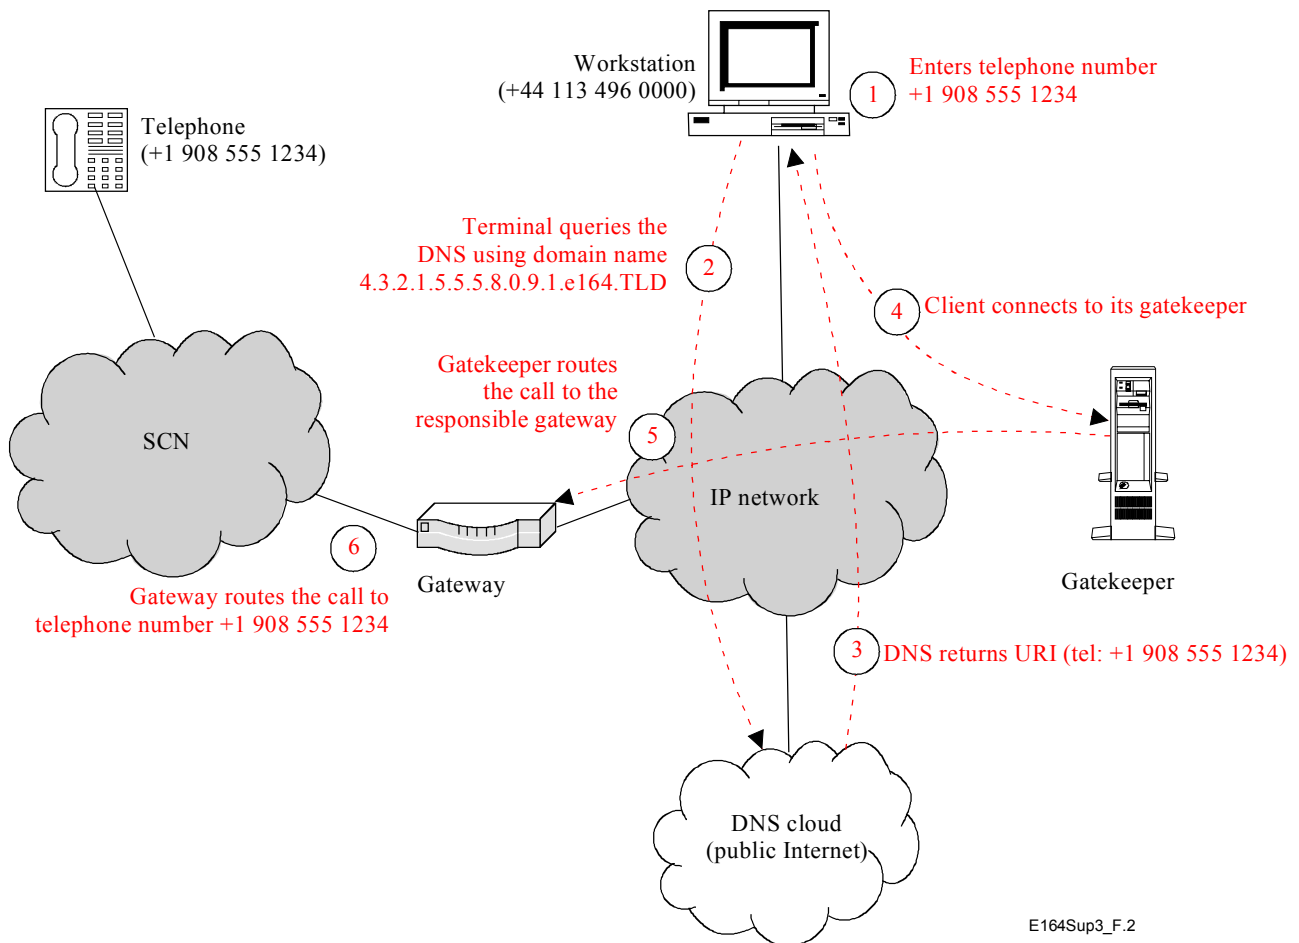 Workstation
(+44 113 496 0000)
1
Enters telephone number
+1 908 555 1234
Telephone
(+1 908 555 1234)
Terminal queries the
DNS using domain name
4.3.2.1.5.5.5.8.0.9.1.e164.TLD
2
4
Client connects to its gatekeeper
Gatekeeper routes
the call to the
responsible gateway
5
SCN
IP network
6
Gateway
Gatekeeper
Gateway routes the call to
telephone number +1 908 555 1234
3
DNS returns URI (tel: +1 908 555 1234)
DNS cloud
(public Internet)
E164Sup3_F.2